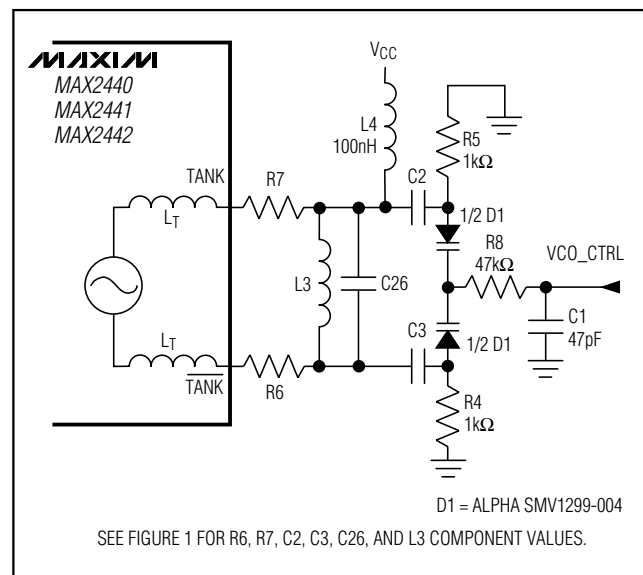 MAXIM
MAX2440
MAX2441
MAX2442
VCC
L4
100nH
R5
1kΩ
TANK
R7
C2
1/2 D1
LT
R8
47kΩ
VCO_CTRL
L3
C26
C1
47pF
C3
1/2 D1
LT
TANK
R6
R4
1kΩ
D1 = ALPHA SMV1299-004
SEE FIGURE 1 FOR R6, R7, C2, C3, C26, AND L3 COMPONENT VALUES.